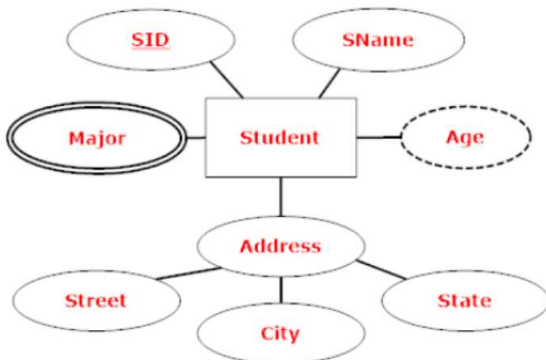 SID
SName
Major
Student
Age
Address
Street
State
City